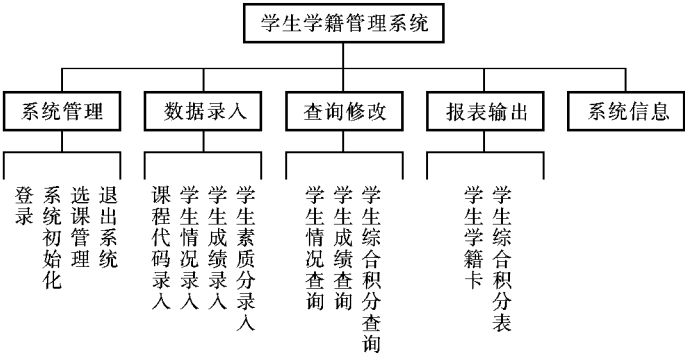 学生学籍管理系统
系统管理
数据录入
查询修改
报表输出
系统信息
登录
系统初始化
选课管理
退出系统
课程代码录入
学生情况录入
学生成绩录入
学生素质分录入
学生情况查询
学生成绩查询
学生综合积分查询
学生学籍卡
学生综合积分表